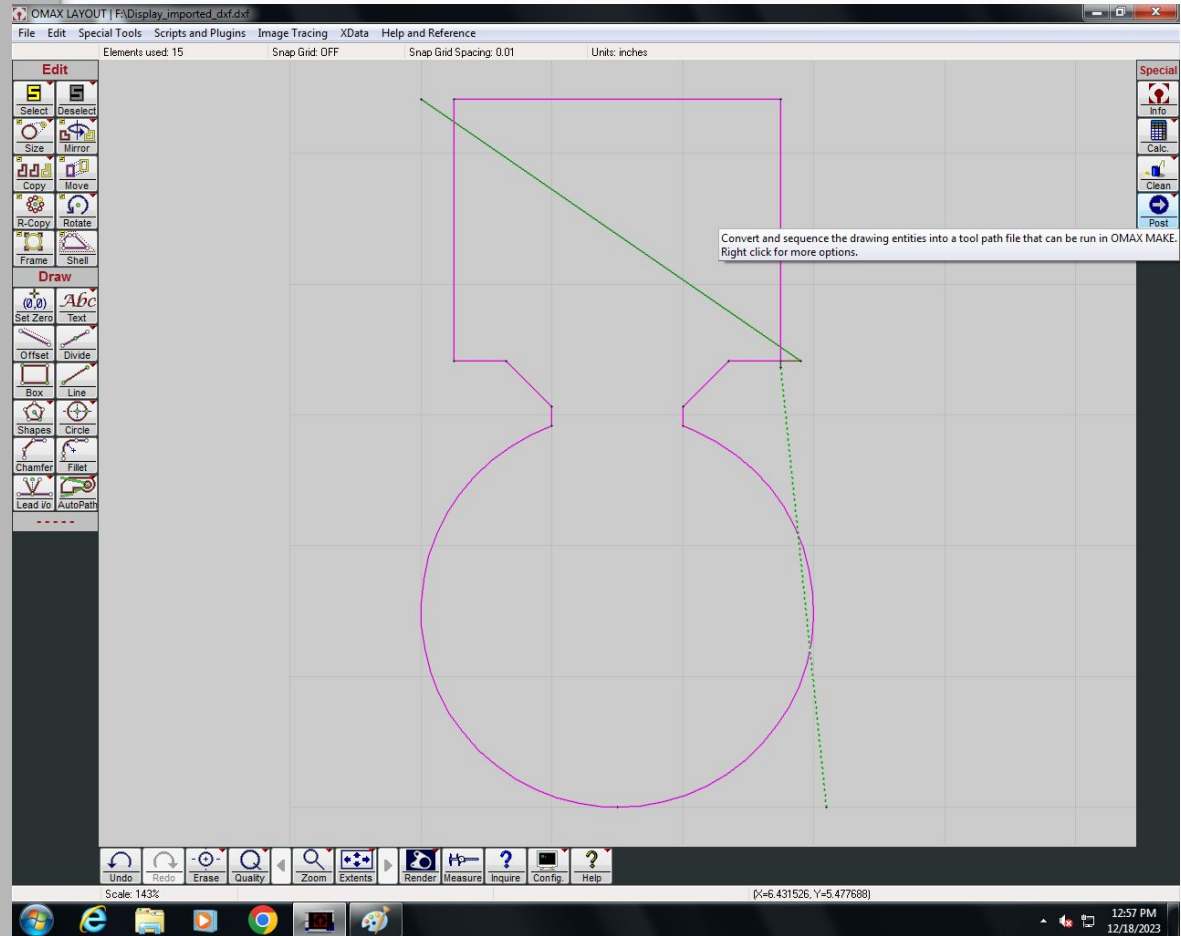 OMAX LAYOUT | F:\Display_imported_dxf.dxf
File Edit Special Tools Scripts and Plugins Image Tracing XData Help and Reference
Elements used: 15 Snap Grid: OFF Snap Grid Spacing: 0.01 Units: inches
Edit
Select Deselect
Size Mirror
Copy Move
R-Copy Rotate
Frame Shell
Draw
(0,0) Abc
Set Zero Text
Offset Divide
Box Line
Shapes Circle
Chamfer Fillet
Lead i/o AutoPath
-----
Special
Info
Calc.
Clean
Post
Convert and sequence the drawing entities into a tool path file that can be run in OMAX MAKE.
Right click for more options.
Undo Redo Erase Quality Zoom Extents Render Measure Inquire Config. Help
Scale: 143% (X=6.431526, Y=5.477688)
12:57 PM
12/18/2023